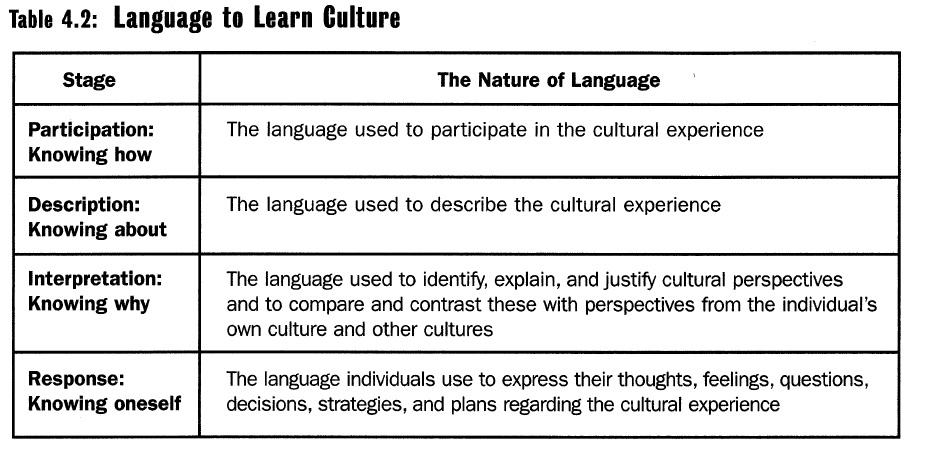 Table 4.2: Language to Learn Culture
Stage
The Nature of Language
Participation:
Knowing how
The language used to participate in the cultural experience
Description:
Knowing about
The language used to describe the cultural experience
Interpretation:
Knowing why
The language used to identify, explain, and justify cultural perspectives
and to compare and contrast these with perspectives from the individual's
own culture and other cultures
Response:
Knowing oneself
The language individuals use to express their thoughts, feelings, questions,
decisions, strategies, and plans regarding the cultural experience